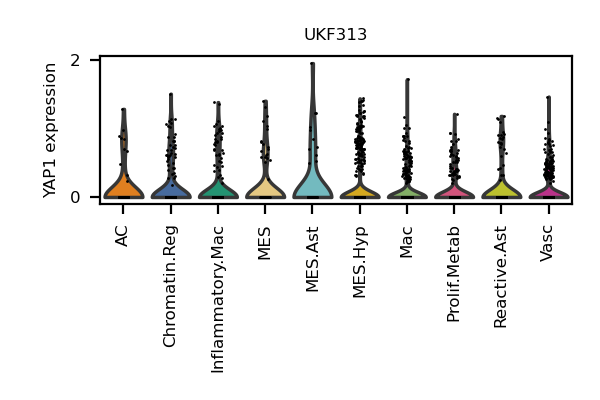 UKF313
YAP1 expression
2
0
AC
Chromatin.Reg
Inflammatory.Mac
MES
MES.Ast
MES.Hyp
Mac
Prolif.Metab
Reactive.Ast
Vasc